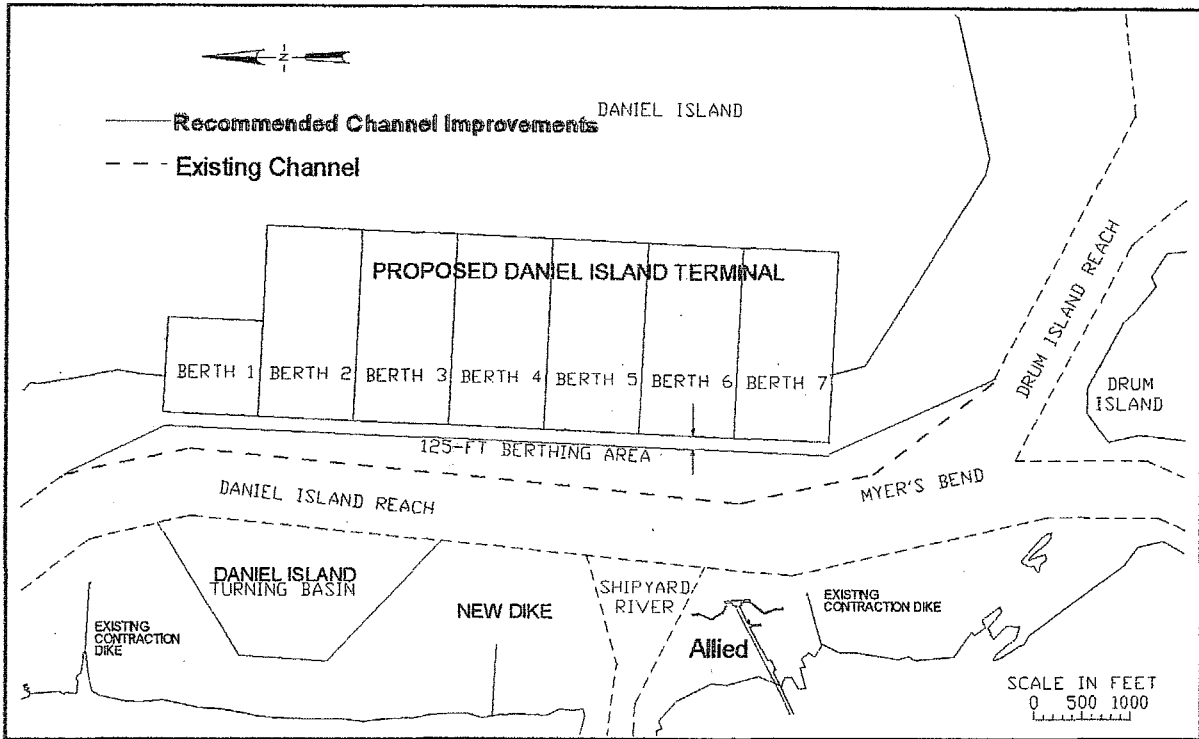 N
DANIEL ISLAND
Recommended Channel Improvements
Existing Channel
PROPOSED DANIEL ISLAND TERMINAL
BERTH 1
BERTH 2
BERTH 3
BERTH 4
BERTH 5
BERTH 6
BERTH 7
125-FT BERTHING AREA
DRUM ISLAND REACH
DRUM
ISLAND
DANIEL ISLAND REACH
MYER'S BEND
DANIEL ISLAND
TURNING BASIN
NEW DIKE
SHIPYARD
RIVER
EXISTING
CONTRACTION DIKE
EXISTING
CONTRACTION
DIKE
Allied
SCALE IN FEET
0 500 1000